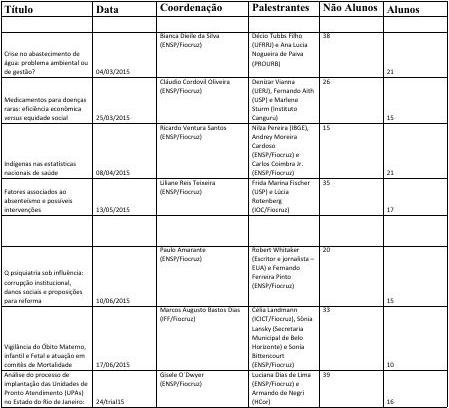 Título Data Coordenação Palestrantes Não Alunos Alunos
Bianca Dieile da Silva Décio Tubbs Filho 38
(ENSP/Fiocruz) (UFRRJ) e Ana Lucia
Crise no abastecimento de Nogueira de Paiva
água: problema ambiental ou (PROURB)
de gestão? 04/03/2015 21
Cláudio Cordovil Oliveira Denizar Vianna 26
(ENSP/Fiocruz) (UERJ), Fernando Aith
Medicamentos para doenças (USP) e Marlene
raras: eficiência econômica Sturm (Instituto
versus equidade social 25/03/2015 Canguru) 15
Ricardo Ventura Santos Nilza Pereira (IBGE), 15
(ENSP/Fiocruz) Andrey Moreira
Cardoso
(ENSP/Fiocruz) e
Indígenas nas estatísticas Carlos Coimbra Jr.
nacionais de saúde 08/04/2015 (ENSP/Fiocruz) 21
Liliane Reis Teixeira Frida Marina Fischer 35
Fatores associados ao (ENSP/Fiocruz) (USP) e Lúcia
absenteísmo e possíveis Rotenberg
intervenções 13/05/2015 (IOC/Fiocruz) 17
Paulo Amarante Robert Whitaker 20
(ENSP/Fiocruz) (Escritor e jornalista –
Q psiquiatria sob influência: EUA) e Fernando
corrupção institucional, Ferreira Pinto
danos sociais e proposições (ENSP/Fiocruz)
para reforma 10/06/2015 15
Marcos Augusto Bastos Dias Célia Landmann 33
(IFF/Fiocruz) (ICICT/Fiocruz), Sônia
Lansky (Secretaria
Municipal de Belo
Vigilância do Óbito Materno, Horizonte) e Sonia
infantil e Fetal e atuação em Bittencourt
comitês de Mortalidade 17/06/2015 (ENSP/Fiocruz) 10
Análise do processo de Gisele O´Dwyer Luciana Dias de Lima 39
implantação das Unidades de (ENSP/Fiocruz) (ENSP/Fiocruz) e
Pronto Atendimento (UPAs) Armando de Negri
no Estado do Rio de Janeiro: 24/trial15 (HCor) 16